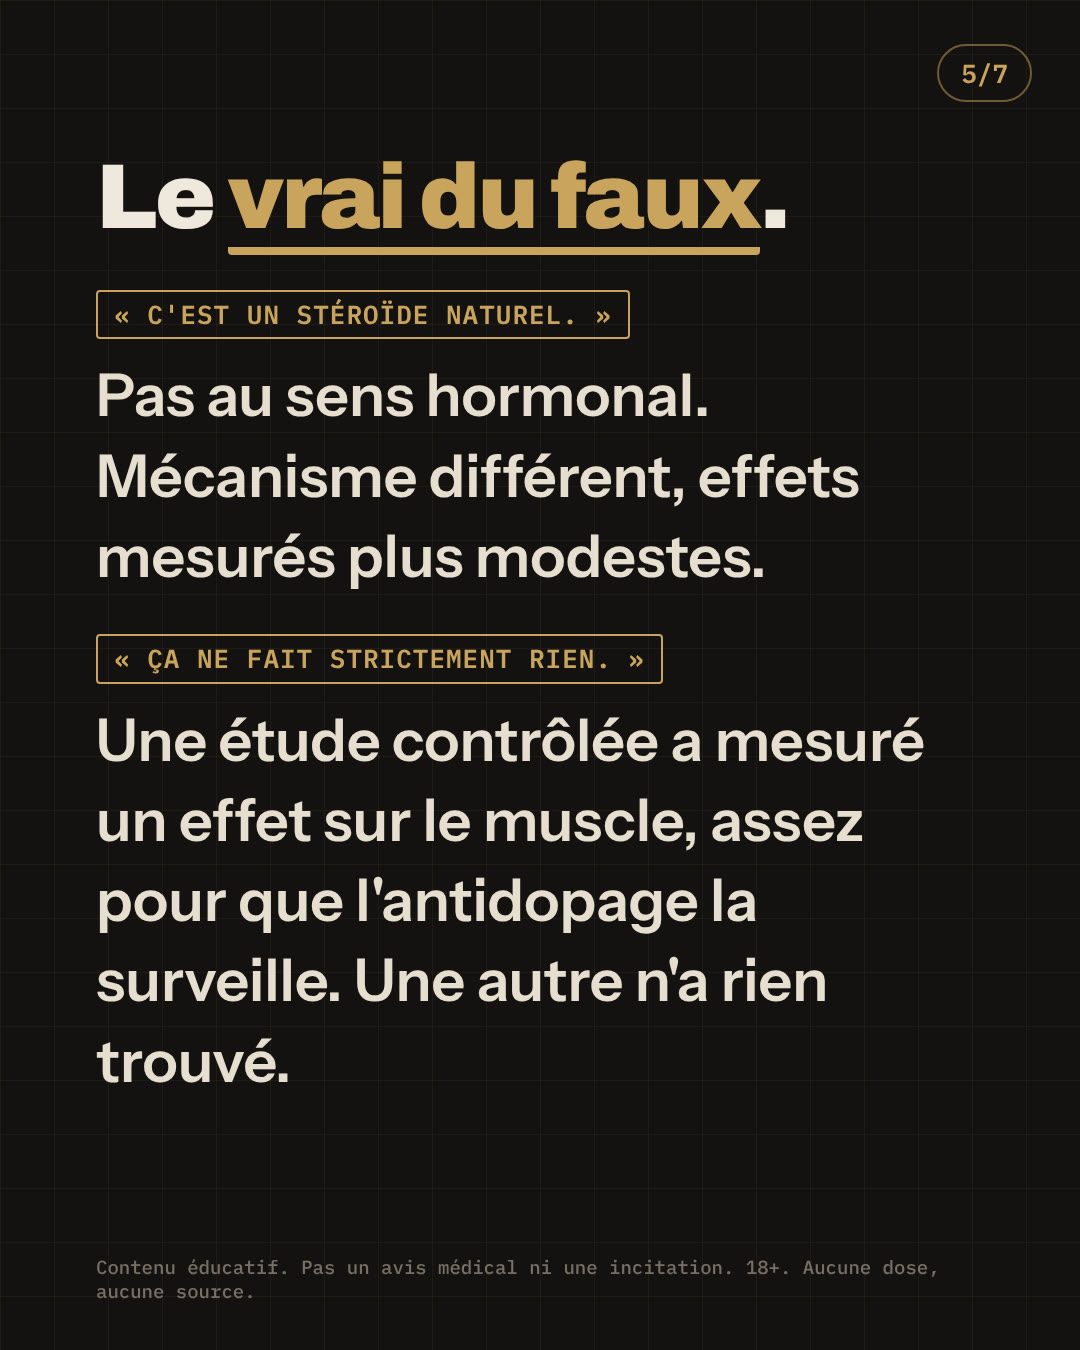 5/7
Le vrai du faux.
« C'EST UN STÉROÏDE NATUREL. »
Pas au sens hormonal.
Mécanisme différent, effets
mesurés plus modestes.
« ÇA NE FAIT STRICTEMENT RIEN. »
Une étude contrôlée a mesuré
un effet sur le muscle, assez
pour que l'antidopage la
surveille. Une autre n'a rien
trouvé.
Contenu éducatif. Pas un avis médical ni une incitation. 18+. Aucune dose,
aucune source.